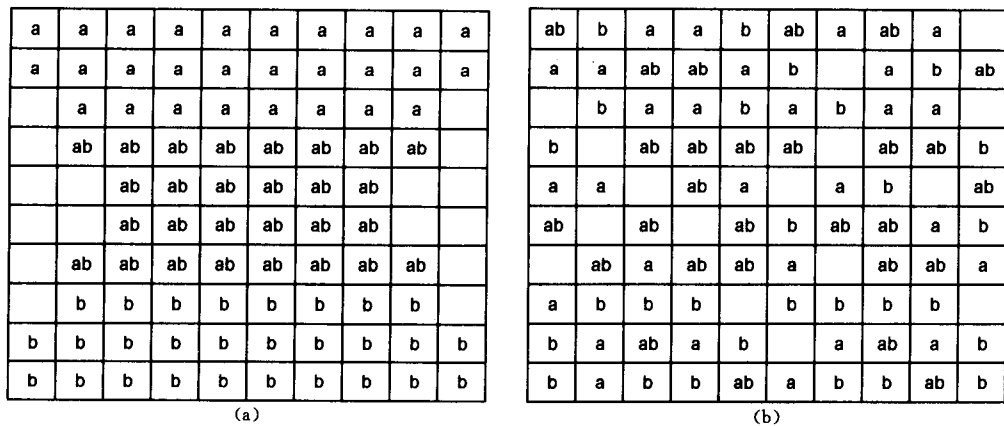 a a a a a a a a a a
a a a a a a a a a a
a a a a a a a a
ab ab ab ab ab ab ab ab
ab ab ab ab ab ab
ab ab ab ab ab ab
ab ab ab ab ab ab ab ab
b b b b b b b b
b b b b b b b b b b
b b b b b b b b b b
(a)
ab b a a b ab a ab a
a a ab ab a b a b ab
b a a b a b a a
b ab ab ab ab ab ab b
a a ab a a b ab
ab ab ab b ab ab a b
ab a ab ab a ab ab a
a b b b b b b b
b a ab a b a ab a b
b a b b ab a b b ab b
(b)